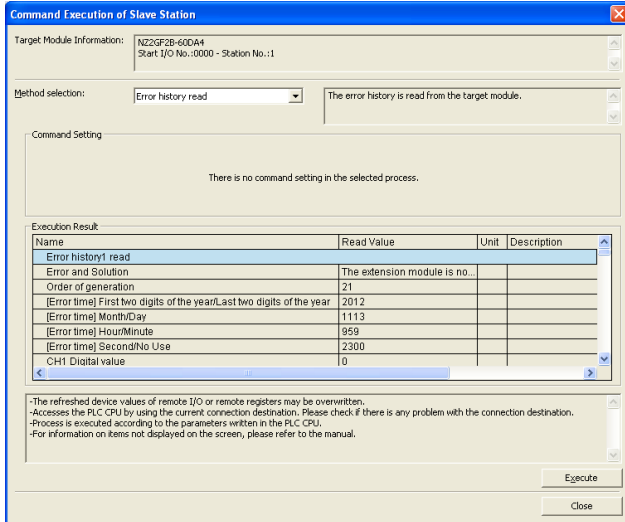 Command Execution of Slave Station
Target Module Information:
NZ2GF2B-60DA4
Start I/O No.:0000 - Station No.:1
Method selection:
Error history read
The error history is read from the target module.
Command Setting
There is no command setting in the selected process.
Execution Result
Name Read Value Unit Description
Error history1 read
Error and Solution The extension module is no...
Order of generation 21
[Error time] First two digits of the year/Last two digits of the year 2012
[Error time] Month/Day 1113
[Error time] Hour/Minute 959
[Error time] Second/No Use 2300
CH1 Digital value 0
-The refreshed device values of remote I/O or remote registers may be overwritten.
-Accesses the PLC CPU by using the current connection destination. Please check if there is any problem with the connection destination.
-Process is executed according to the parameters written in the PLC CPU.
-For information on items not displayed on the screen, please refer to the manual.
Execute
Close